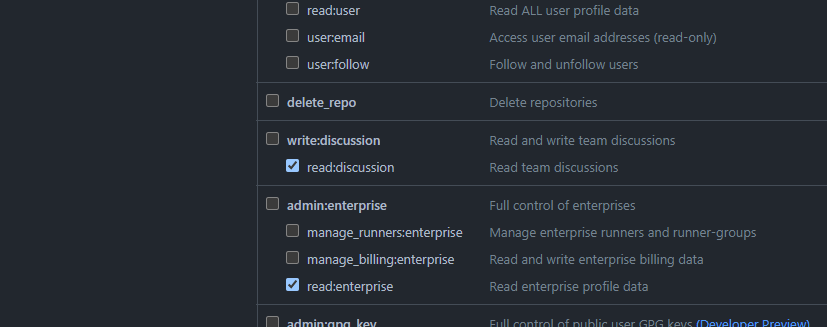 read:user Read ALL user profile data
user:email Access user email addresses (read-only)
user:follow Follow and unfollow users
delete_repo Delete repositories
write:discussion Read and write team discussions
read:discussion Read team discussions
admin:enterprise Full control of enterprises
manage_runners:enterprise Manage enterprise runners and runner-groups
manage_billing:enterprise Read and write enterprise billing data
read:enterprise Read enterprise profile data
admin:gpg_key Full control of public user GPG keys (Developer Preview)